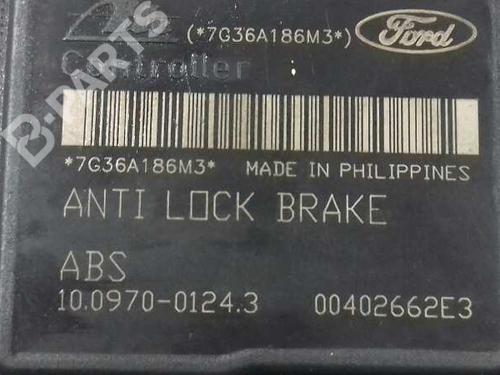 (*7G36A186M3*) Ford
Controller
B-PARTS
*7G36A186M3* MADE IN PHILIPPINES
ANTI LOCK BRAKE
ABS
10.0970-0124.3 00402662E3